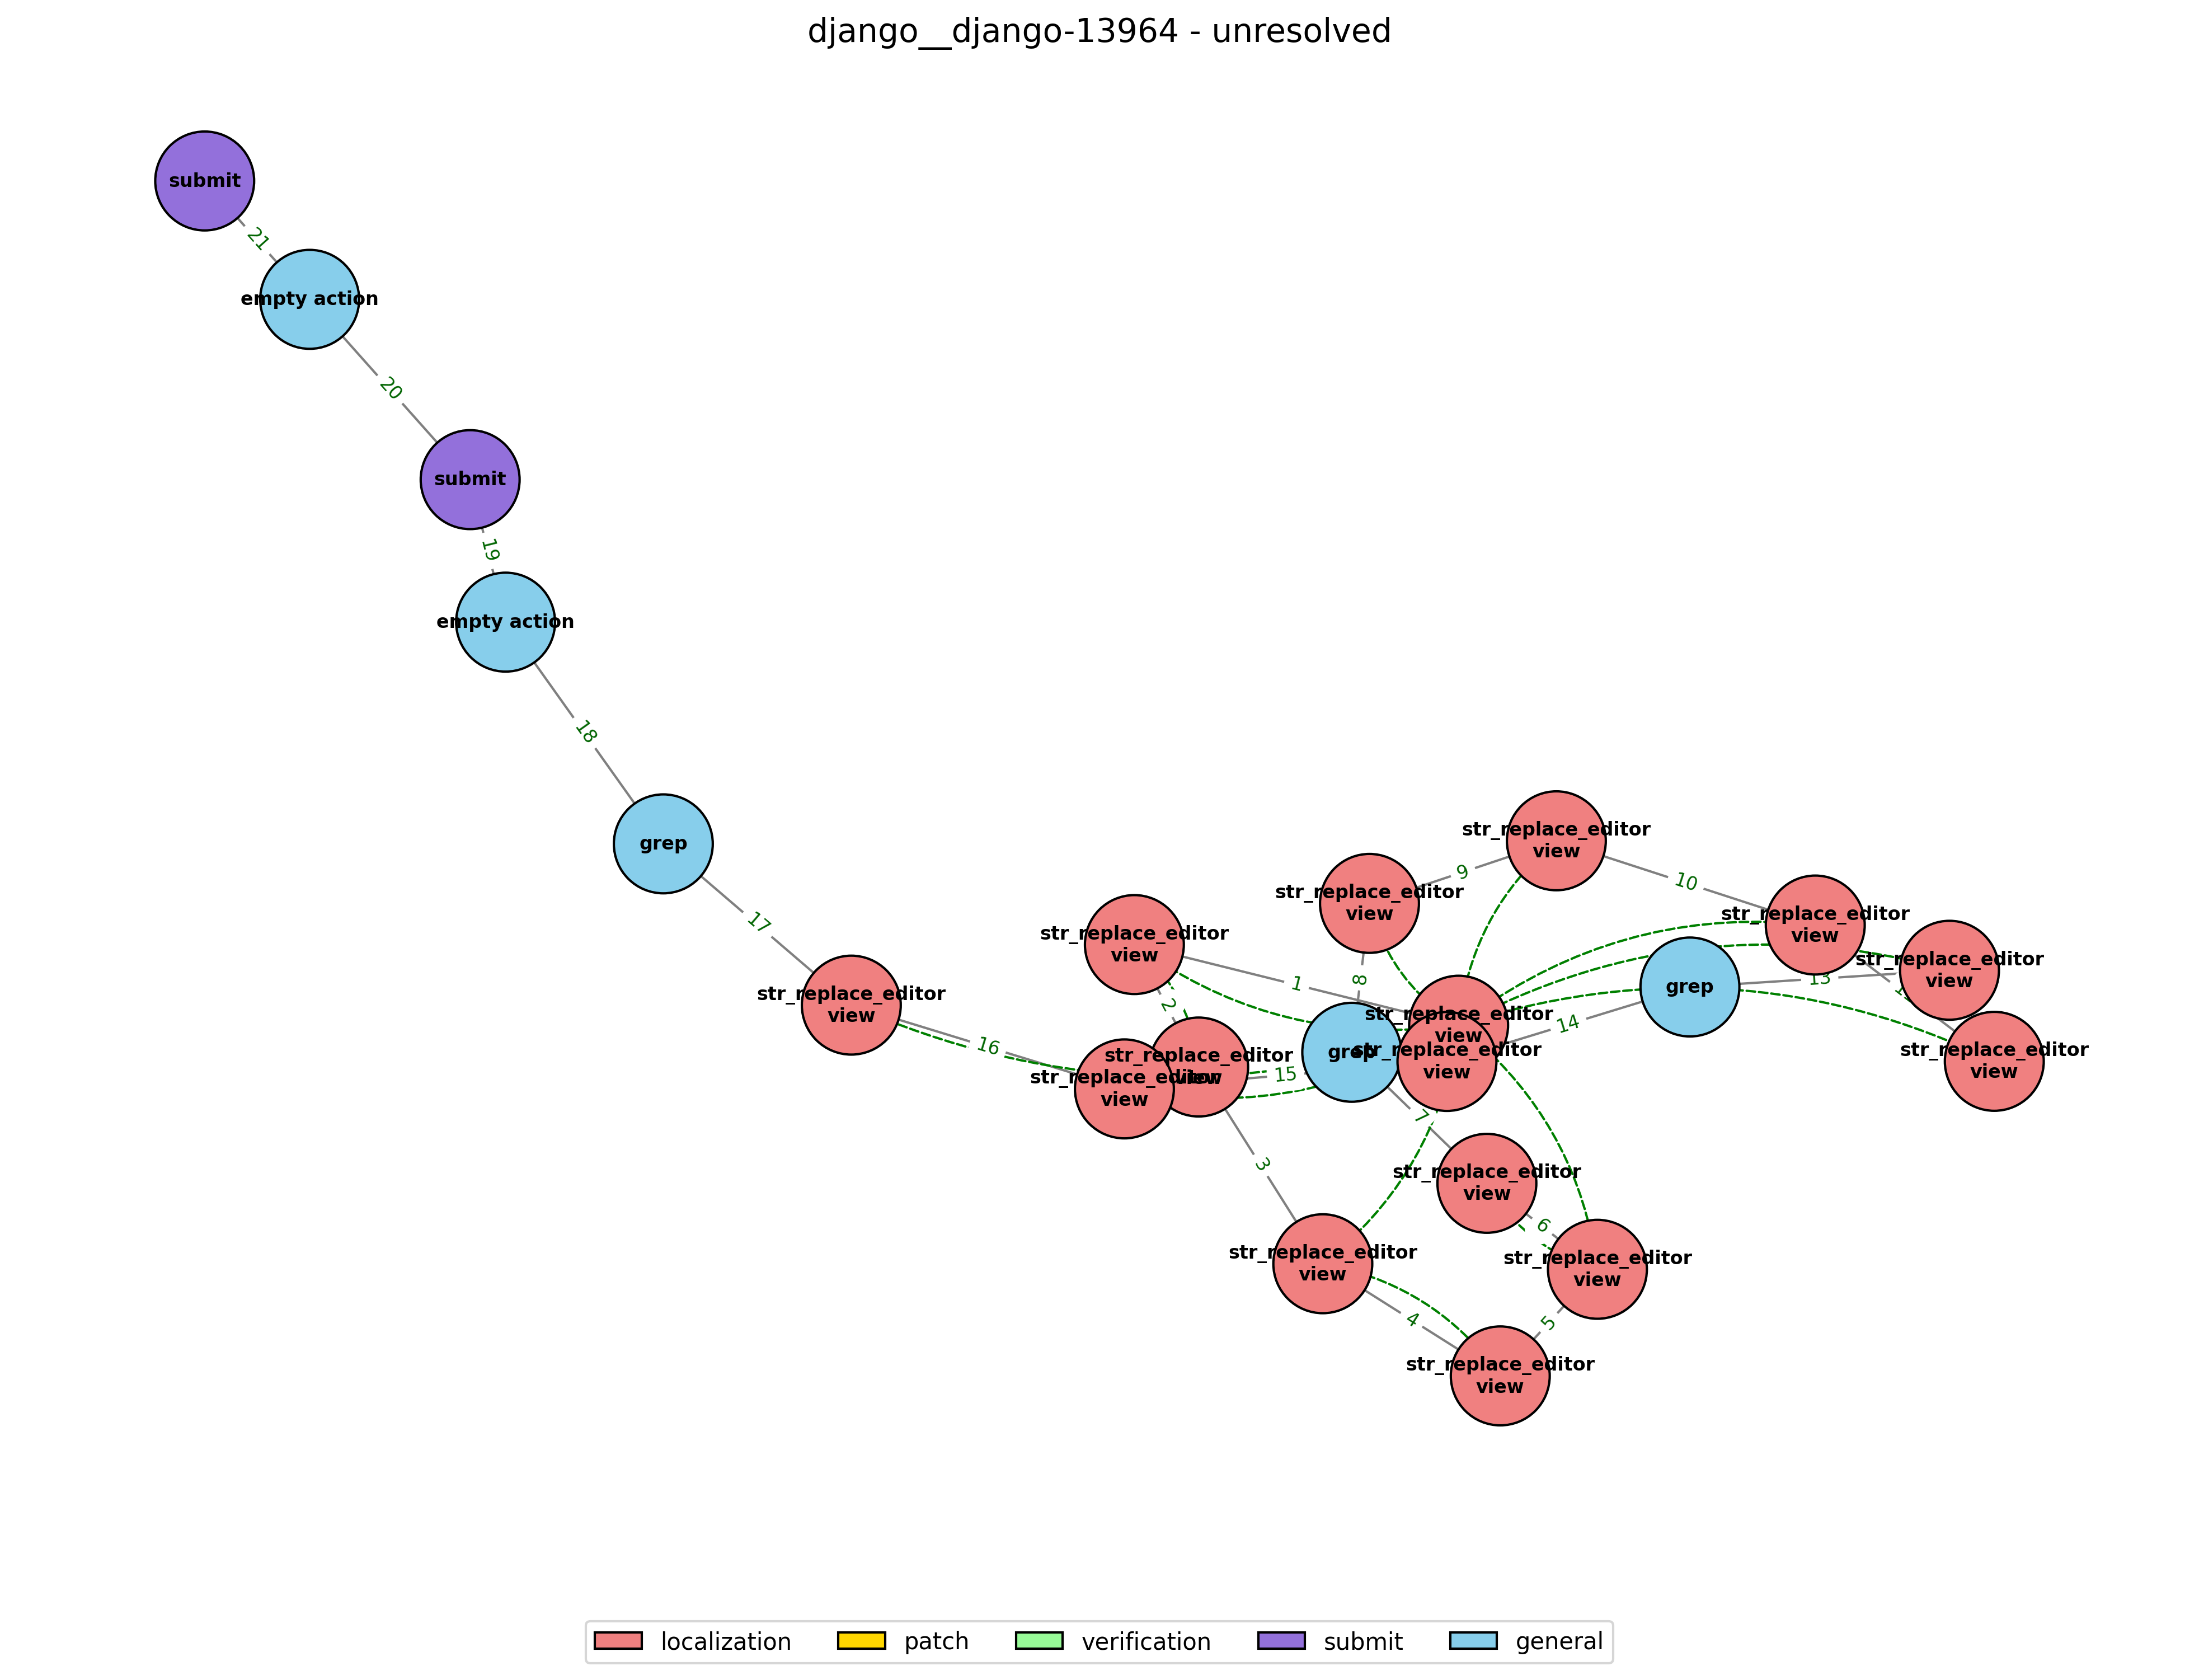 django__django-13964 - unresolved
submit
21
empty action
20
submit
19
empty action
18
grep
17
str_replace_editor
view
16
str_replace_editor
view
1
2
str_replace_editor
view
str_replace_editor
view
15
3
str_replace_editor
view
4
str_replace_editor
view
5
str_replace_editor
view
6
str_replace_editor
view
7
grep
8
str_replace_editor
view
9
str_replace_editor
view
10
str_replace_editor
view
str_replace_editor
view
13
grep
14
str_replace_editor
view
str_replace_editor
view
str_replace_editor
view
localization
patch
verification
submit
general